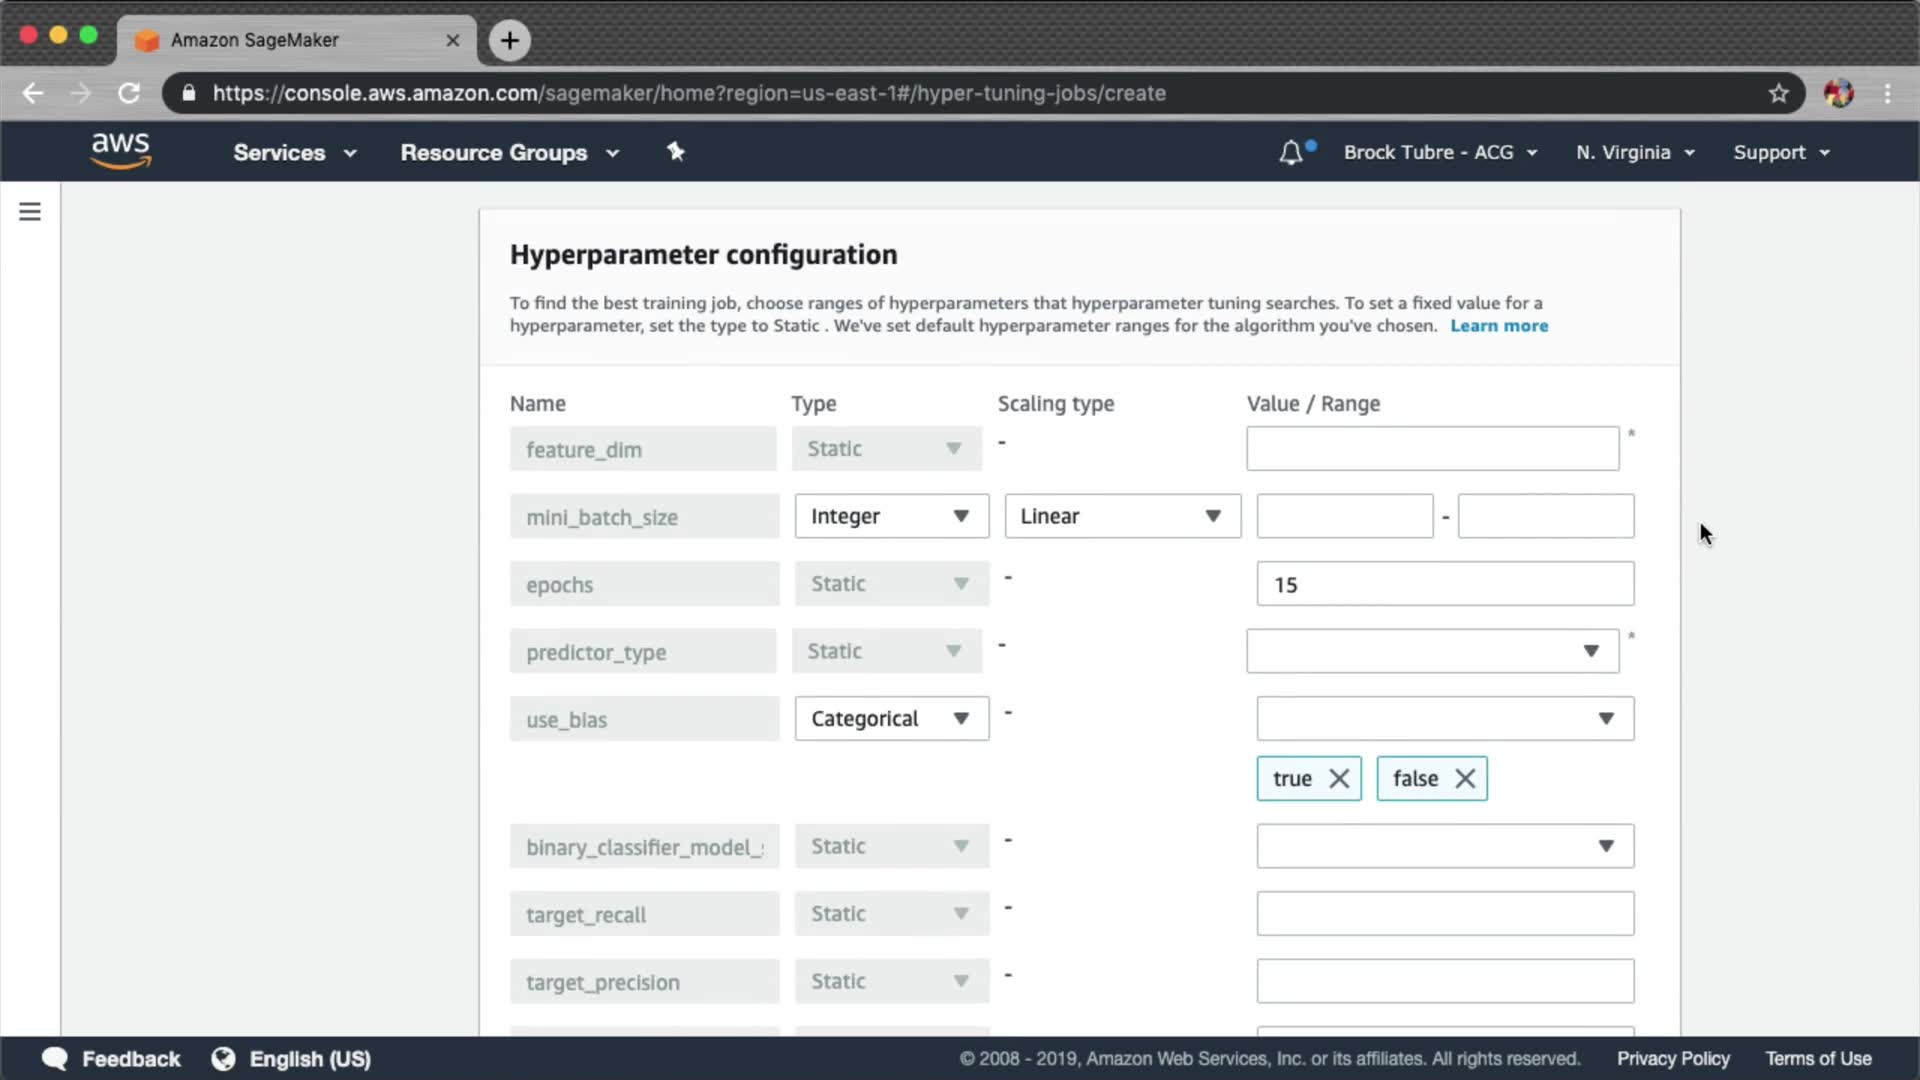 Amazon SageMaker
https://console.aws.amazon.com/sagemaker/home?region=us-east-1#/hyper-tuning-jobs/create
aws Services Resource Groups Brock Tubre - ACG N. Virginia Support
Hyperparameter configuration
To find the best training job, choose ranges of hyperparameters that hyperparameter tuning searches. To set a fixed value for a
hyperparameter, set the type to Static . We've set default hyperparameter ranges for the algorithm you've chosen. Learn more
Name Type Scaling type Value / Range
feature_dim Static - *
mini_batch_size Integer Linear -
epochs Static - 15
predictor_type Static - *
use_bias Categorical -
true false
binary_classifier_model_ Static -
target_recall Static -
target_precision Static -
Feedback English (US) © 2008 - 2019, Amazon Web Services, Inc. or its affiliates. All rights reserved. Privacy Policy Terms of Use